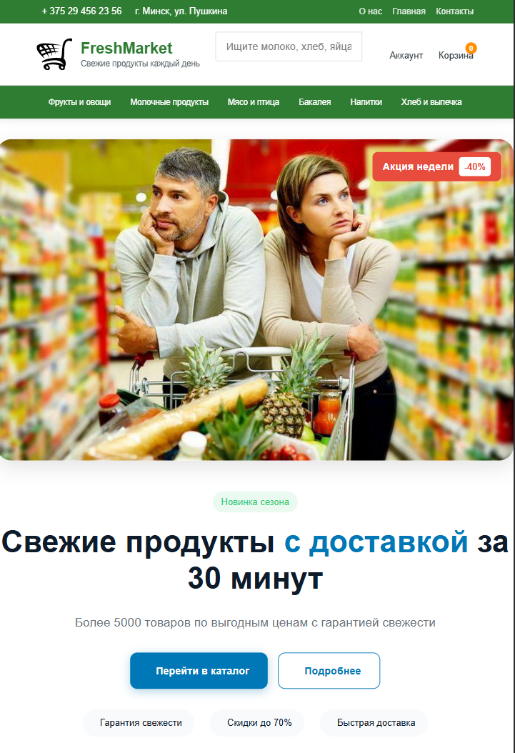 + 375 29 456 23 56 г. Минск, ул. Пушкина О нас Главная Контакты
FreshMarket
Свежие продукты каждый день
Ищите молоко, хлеб, яйца
Аккаунт Корзина 0
Фрукты и овощи Молочные продукты Мясо и птица Бакалея Напитки Хлеб и выпечка
Акция недели -40%
Новинка сезона
Свежие продукты с доставкой за
30 минут
Более 5000 товаров по выгодным ценам с гарантией свежести
Перейти в каталог Подробнее
Гарантия свежести Скидки до 70% Быстрая доставка